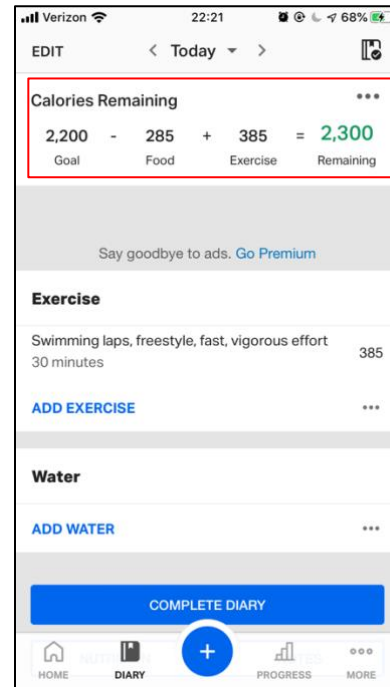 Verizon 22:21 68%
EDIT < Today >
Calories Remaining
2,200 - 285 + 385 = 2,300
Goal Food Exercise Remaining
Say goodbye to ads. Go Premium
Exercise
Swimming laps, freestyle, fast, vigorous effort
385
30 minutes
ADD EXERCISE
Water
ADD WATER
COMPLETE DIARY
HOME DIARY + PROGRESS MORE